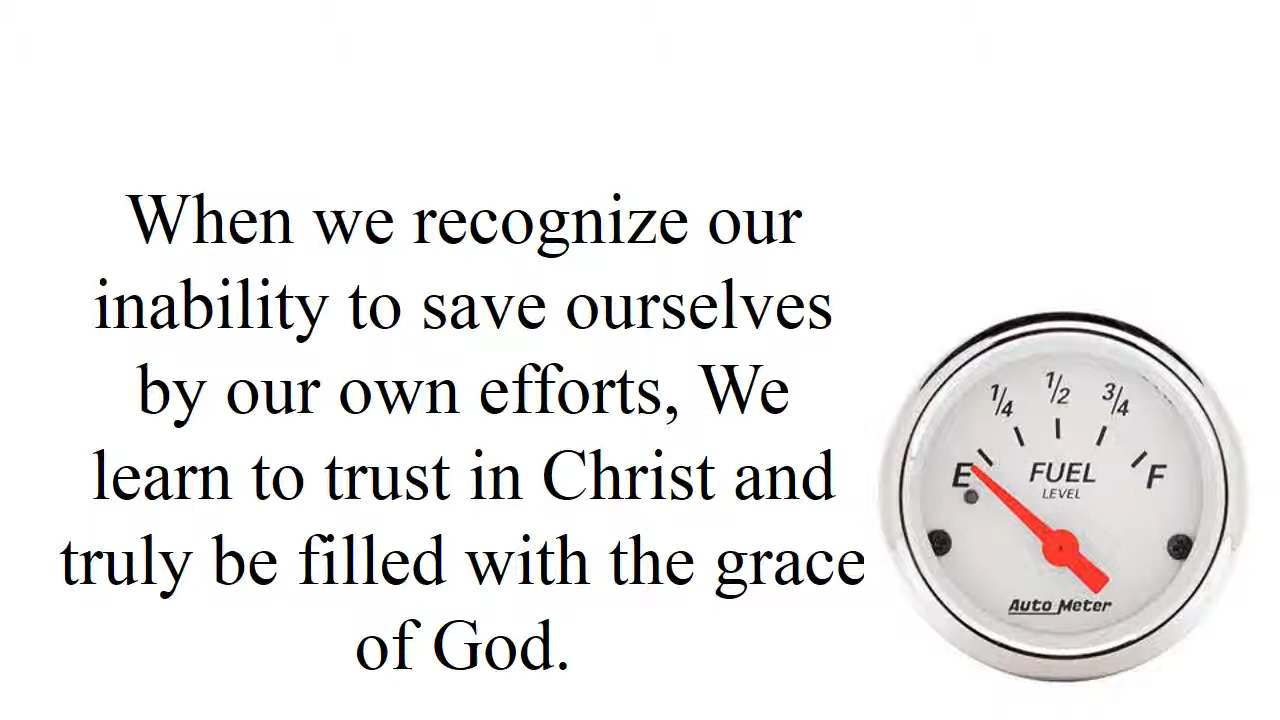 When we recognize our
inability to save ourselves
by our own efforts, We
learn to trust in Christ and
truly be filled with the grace
of God.
1/4 1/2 3/4
E FUEL F
LEVEL
Auto Meter